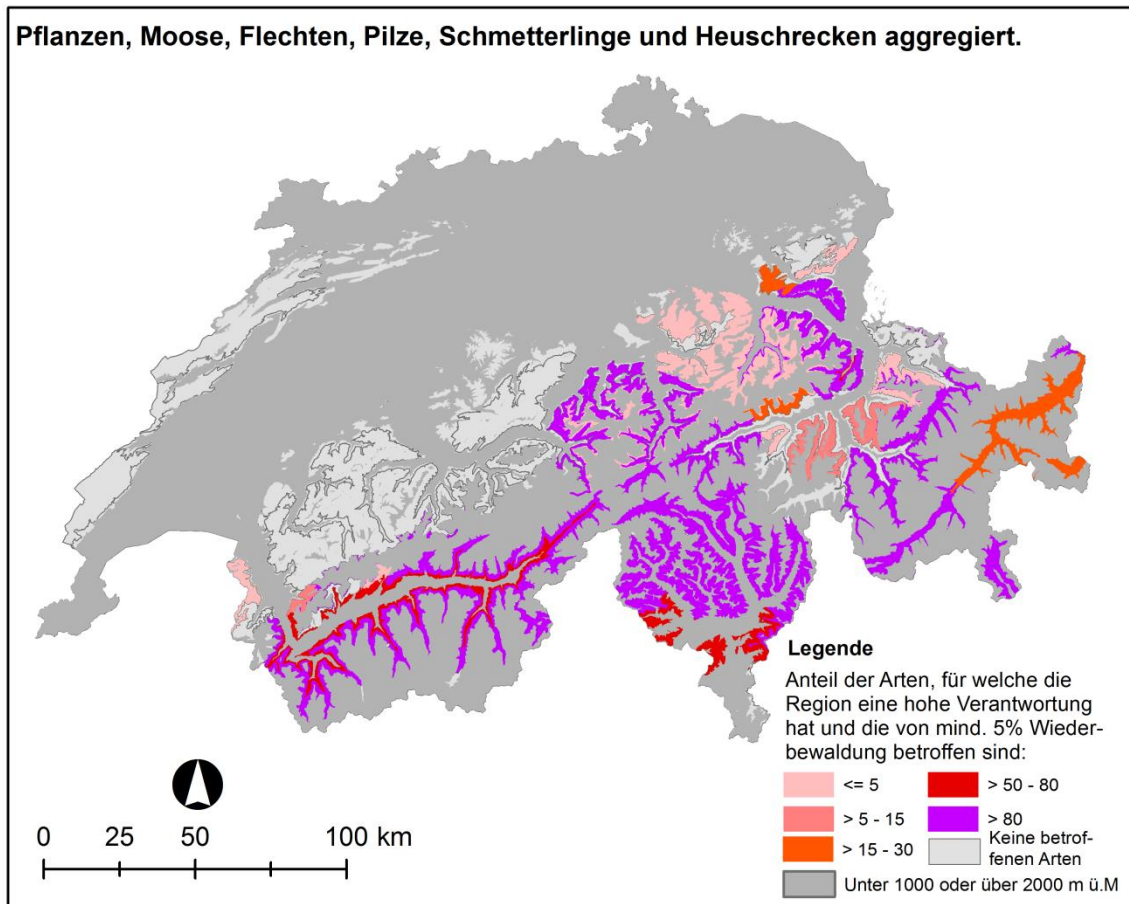 Pflanzen, Moose, Flechten, Pilze, Schmetterlinge und Heuschrecken aggregiert.
Legende
Anteil der Arten, für welche die
Region eine hohe Verantwortung
hat und die von mind. 5% Wieder-
bewaldung betroffen sind:
<= 5
> 50 - 80
> 5 - 15
> 80
> 15 - 30
Keine betrof-
fenen Arten
Unter 1000 oder über 2000 m ü.M
0 25 50 100 km